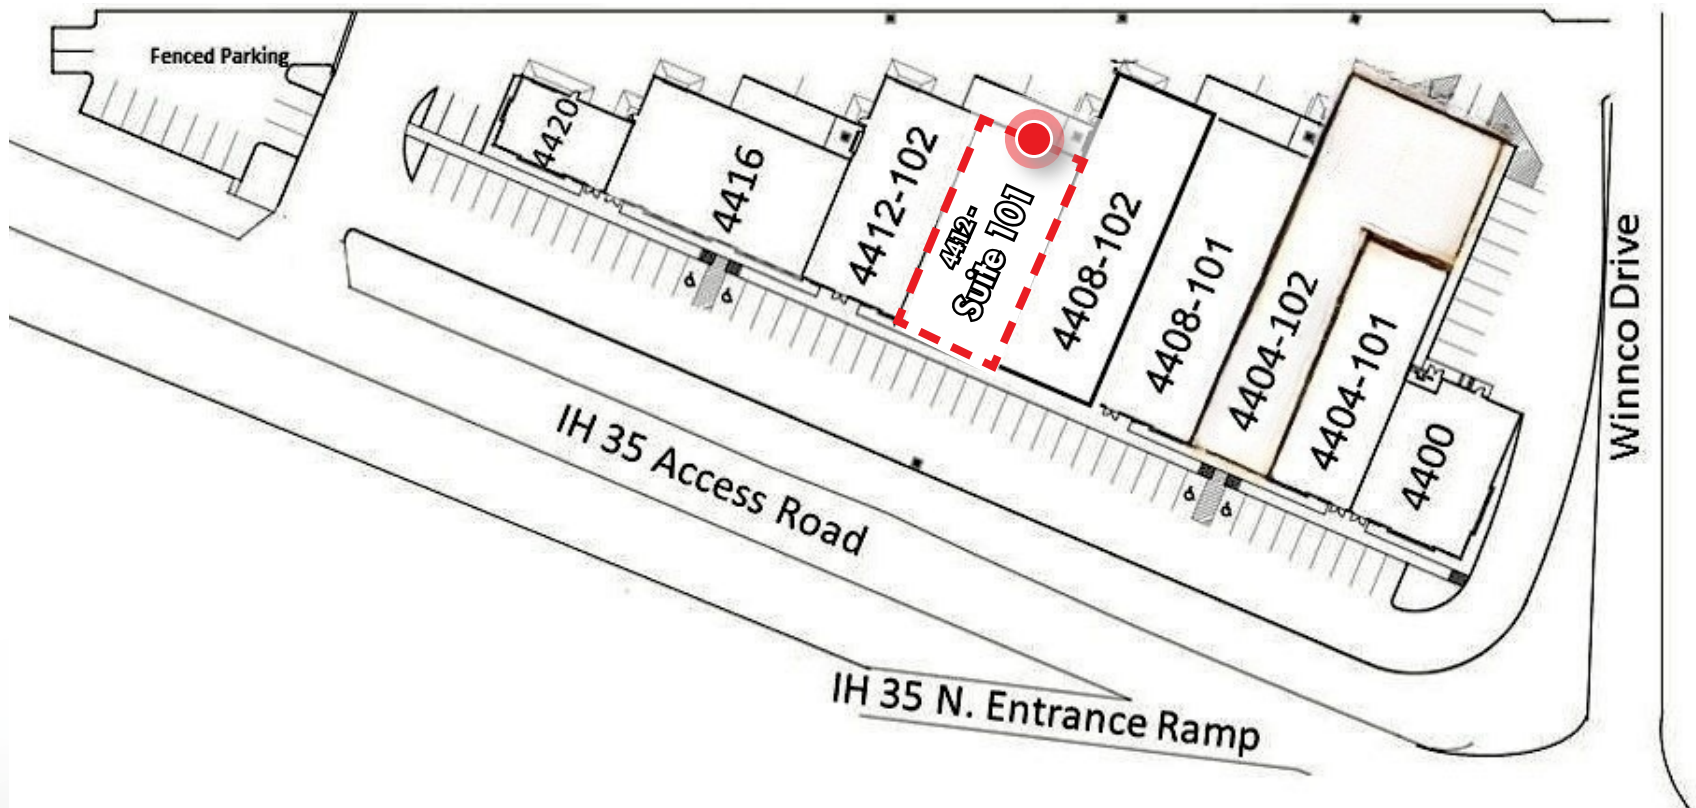 Fenced Parking
4420
4416
4412-102
4412-
Suite 101
4408-102
4408-101
4404-102
4404-101
4400
Winnco Drive
IH 35 Access Road
IH 35 N. Entrance Ramp